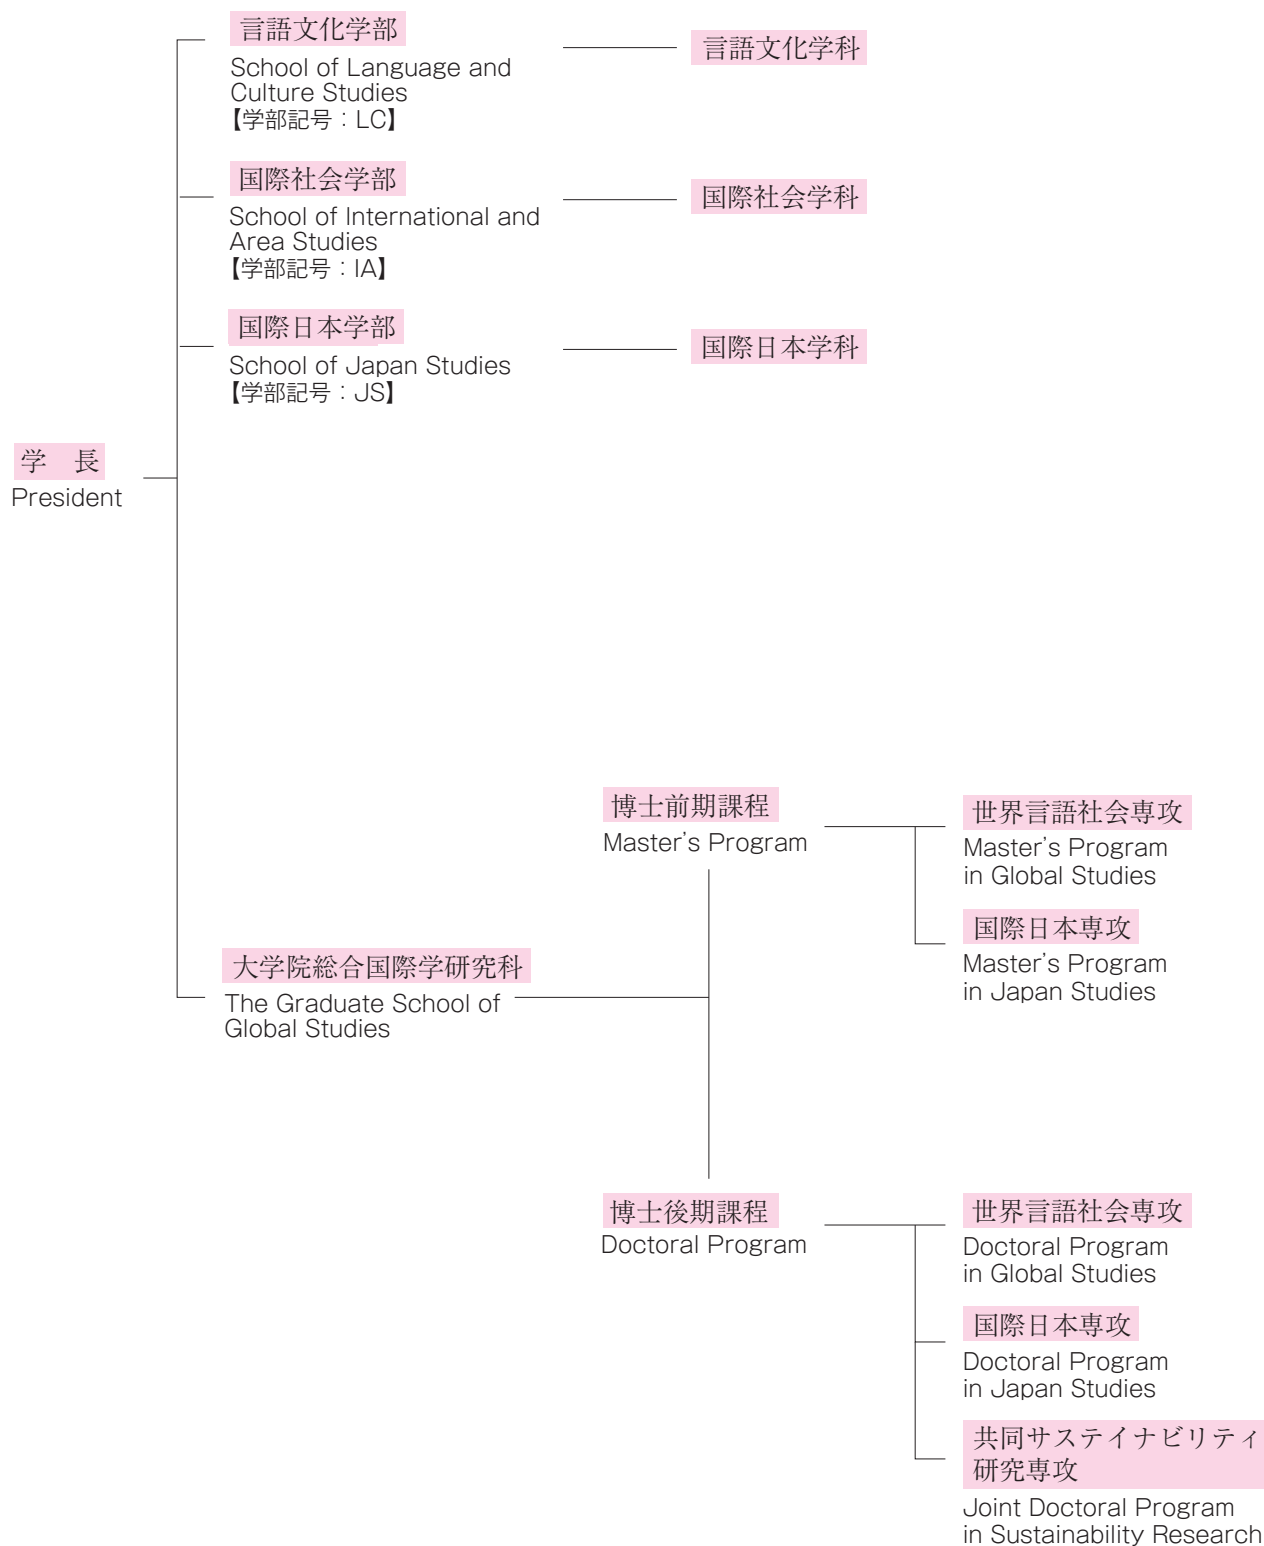 言語文化学部
School of Language and
Culture Studies
【学部記号：LC】
言語文化学科
国際社会学部
School of International and
Area Studies
【学部記号：IA】
国際社会学科
国際日本学部
School of Japan Studies
【学部記号：JS】
国際日本学科
学　長
President
大学院総合国際学研究科
The Graduate School of
Global Studies
博士前期課程
Master's Program
世界言語社会専攻
Master's Program
in Global Studies
国際日本専攻
Master's Program
in Japan Studies
博士後期課程
Doctoral Program
世界言語社会専攻
Doctoral Program
in Global Studies
国際日本専攻
Doctoral Program
in Japan Studies
共同サステイナビリティ
研究専攻
Joint Doctoral Program
in Sustainability Research